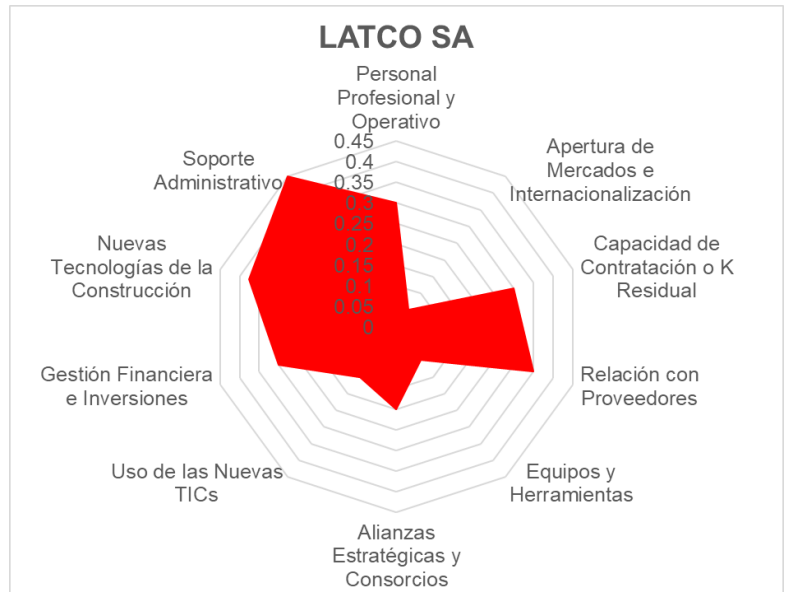 LATCO SA
Personal
Profesional y
Operativo
Apertura de
Mercados e
Internacionalización
Capacidad de
Contratación o K
Residual
Relación con
Proveedores
Equipos y
Herramientas
Alianzas
Estratégicas y
Consorcios
Uso de las Nuevas
TICs
Gestión Financiera
e Inversiones
Nuevas
Tecnologías de la
Construcción
Soporte
Administrativo
0.45
0.4
0.35
0.3
0.25
0.2
0.15
0.1
0.05
0